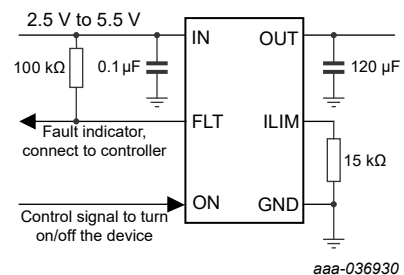 2.5 V to 5.5 V
IN
OUT
100 kΩ
0.1 µF
120 µF
FLT
ILIM
Fault indicator,
connect to controller
15 kΩ
ON
GND
Control signal to turn
on/off the device
aaa-036930